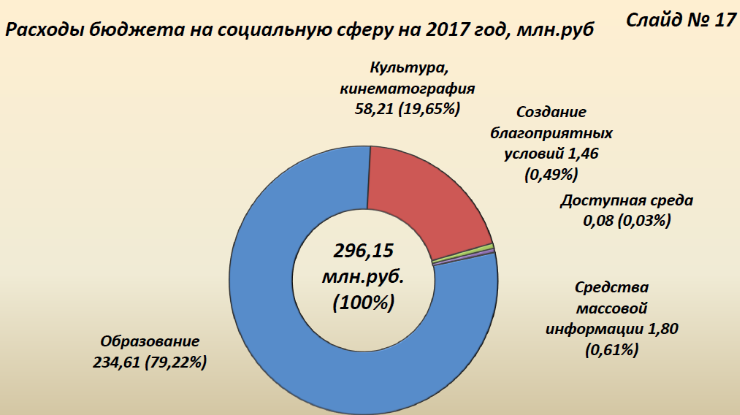 Слайд № 17
Расходы бюджета на социальную сферу на 2017 год, млн.руб
Культура,
кинематография
58,21 (19,65%)
Создание
благоприятных
условий 1,46
(0,49%)
Доступная среда
0,08 (0,03%)
296,15
млн.руб.
(100%)
Средства
массовой
информации 1,80
(0,61%)
Образование
234,61 (79,22%)